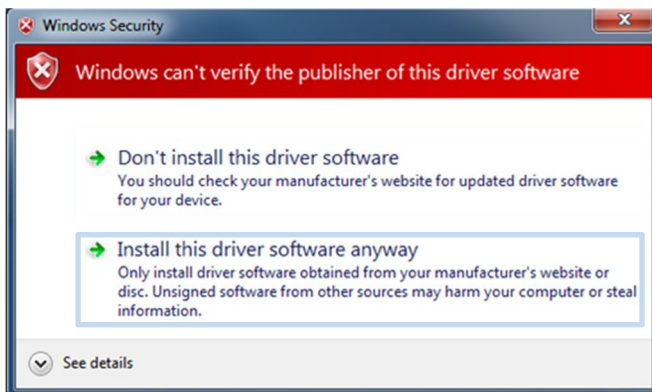 Windows Security
Windows can't verify the publisher of this driver software
Don't install this driver software
You should check your manufacturer's website for updated driver software
for your device.
Install this driver software anyway
Only install driver software obtained from your manufacturer's website or
disc. Unsigned software from other sources may harm your computer or steal
information.
See details